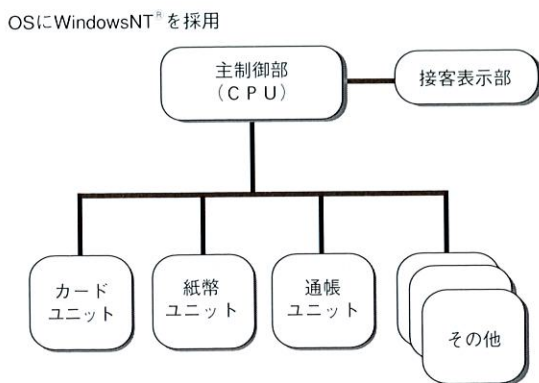 OSにWindowsNT®を採用
主制御部
（ＣＰＵ）
接客表示部
カード
ユニット
紙幣
ユニット
通帳
ユニット
その他